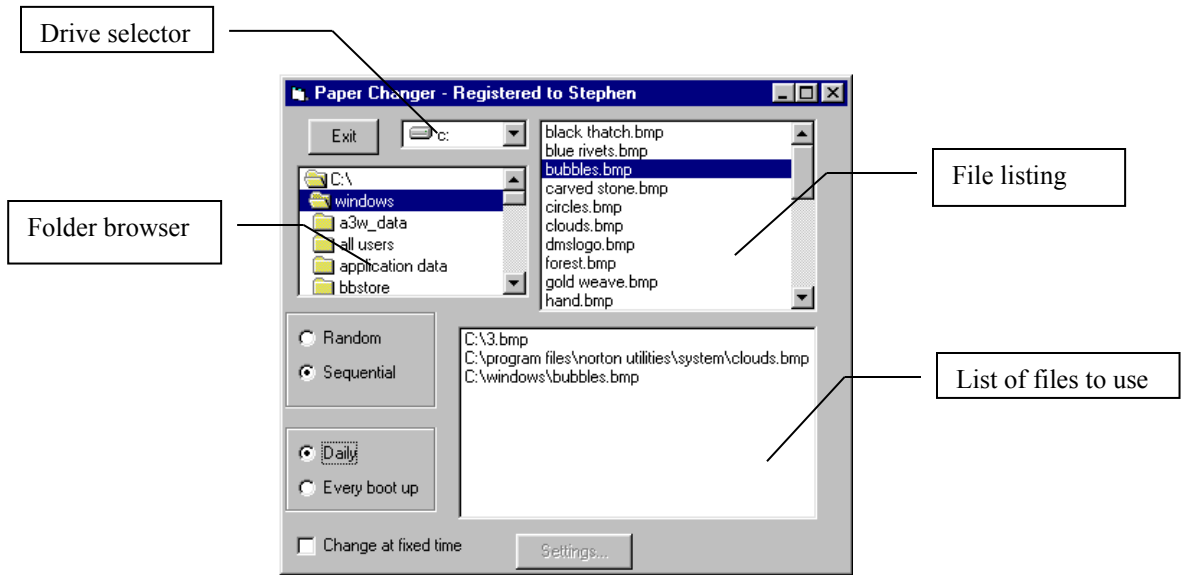 Drive selector
Paper Changer - Registered to Stephen
Exit
c:
black thatch.bmp
blue rivets.bmp
bubbles.bmp
carved stone.bmp
circles.bmp
clouds.bmp
dmslogo.bmp
forest.bmp
gold weave.bmp
hand.bmp
File listing
C:\
windows
a3w_data
all users
application data
bbstore
Folder browser
Random
Sequential
C:\3.bmp
C:\program files\norton utilities\system\clouds.bmp
C:\windows\bubbles.bmp
List of files to use
Daily
Every boot up
Change at fixed time
Settings...